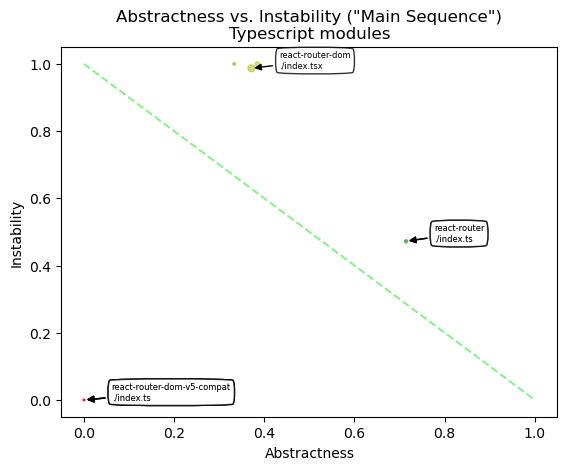 Abstractness vs. Instability ("Main Sequence")
Typescript modules
react-router-dom
./index.tsx
react-router
./index.ts
react-router-dom-v5-compat
./index.ts
1.0
0.8
0.6
0.4
0.2
0.0
Instability
0.0 0.2 0.4 0.6 0.8 1.0
Abstractness